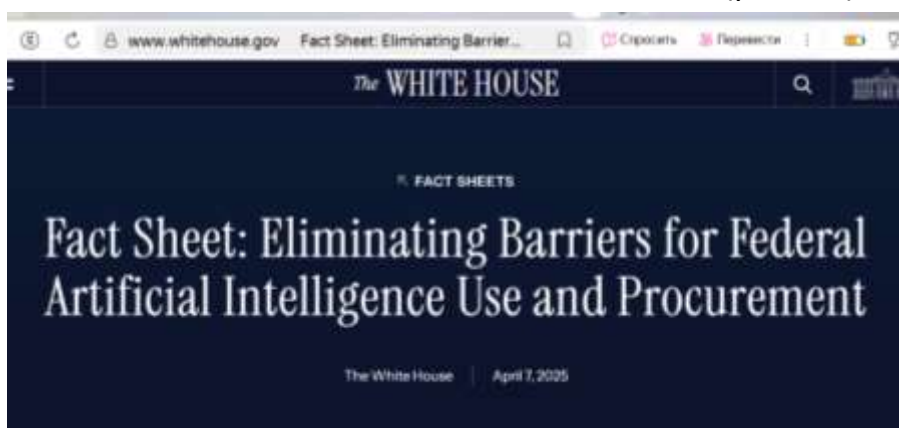 www.whitehouse.gov Fact Sheet: Eliminating Barrier... Спросить Перевести
The WHITE HOUSE
FACT SHEETS
Fact Sheet: Eliminating Barriers for Federal
Artificial Intelligence Use and Procurement
The White House April 7, 2025